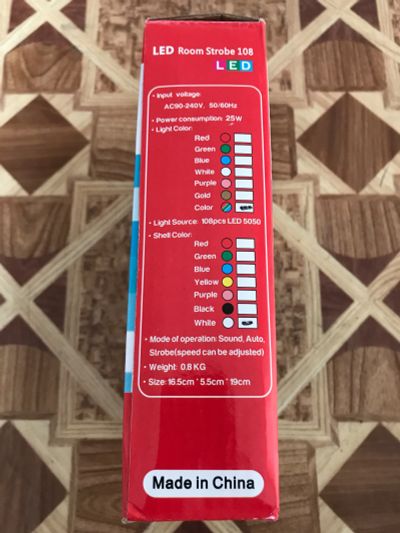 LED Room Strobe 108
LED
· Input voltage:
AC90-240V, 50/60Hz
· Power consumption: 25W
· Light Color:
Red
Green
Blue
White
Purple
Gold
Color
· Light Source: 108pcs LED 5050
· Shell Color:
Red
Green
Blue
Yellow
Purple
Black
White
· Mode of operation: Sound, Auto,
Strobe(speed can be adjusted)
· Weight: 0.8 KG
· Size: 16.5cm * 5.5cm * 19cm
Made in China